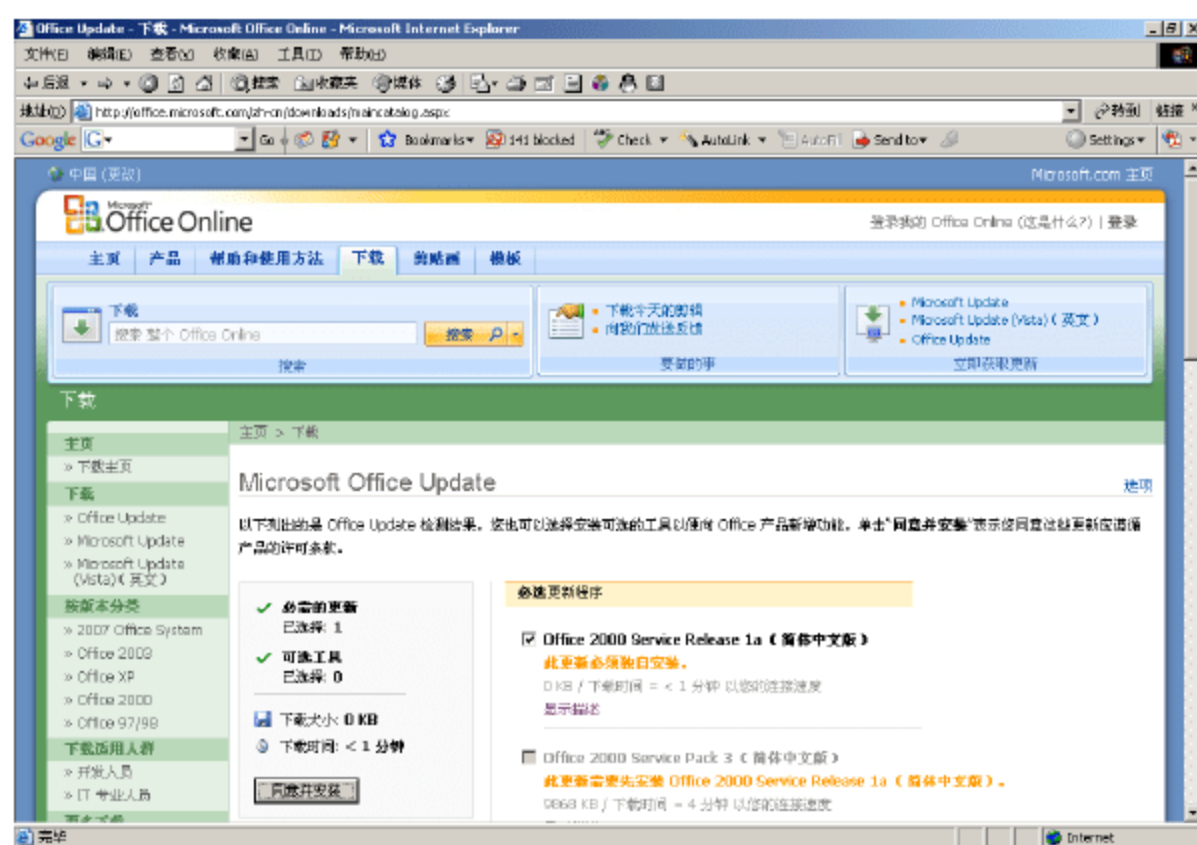 Office Update - 下载 - Microsoft Office Online - Microsoft Internet Explorer
文件(E) 编辑(E) 查看(V) 收藏(A) 工具(T) 帮助(H)
后退 搜索 收藏夹 媒体
地址(D) http://office.microsoft.com/zh-cn/downloads/maincatalog.aspx 转到 链接
Google G Go Bookmarks 141 blocked Check AutoLink AutoFill Send to Settings
中国 (更改) Microsoft.com 主页
Microsoft Office Online
登录我的 Office Online (这是什么?) | 登录
主页 产品 帮助和使用方法 下载 剪贴画 模板
下载
搜索 整个 Office Online 搜索
搜索
下载今天的剪辑
向我们发送反馈
要做的事
Microsoft Update
Microsoft Update (Vista) ( 英文 )
Office Update
立即获取更新
下载
主页
» 下载主页
下载
» Office Update
» Microsoft Update
» Microsoft Update
(Vista) ( 英文 )
按版本分类
» 2007 Office System
» Office 2003
» Office XP
» Office 2000
» Office 97/98
下载适用人群
» 开发人员
» IT 专业人员
更多下载
主页 > 下载
Microsoft Office Update
选项
以下列出的是 Office Update 检测结果。您也可以选择安装可选的工具以便向 Office 产品新增功能。单击“同意并安装”表示您同意这些更新应遵循
产品的许可条款。
必需的更新
已选择: 1
可选工具
已选择: 0
下载大小: 0 KB
下载时间: < 1 分钟
同意并安装
必选更新程序
Office 2000 Service Release 1a ( 简体中文版 )
此更新必须独自安装。
0 KB / 下载时间 = < 1 分钟 以您的连接速度
显示描述
Office 2000 Service Pack 3 ( 简体中文版 )
此更新需要先安装 Office 2000 Service Release 1a ( 简体中文版 ) 。
9868 KB / 下载时间 = 4 分钟 以您的连接速度
完毕 Internet